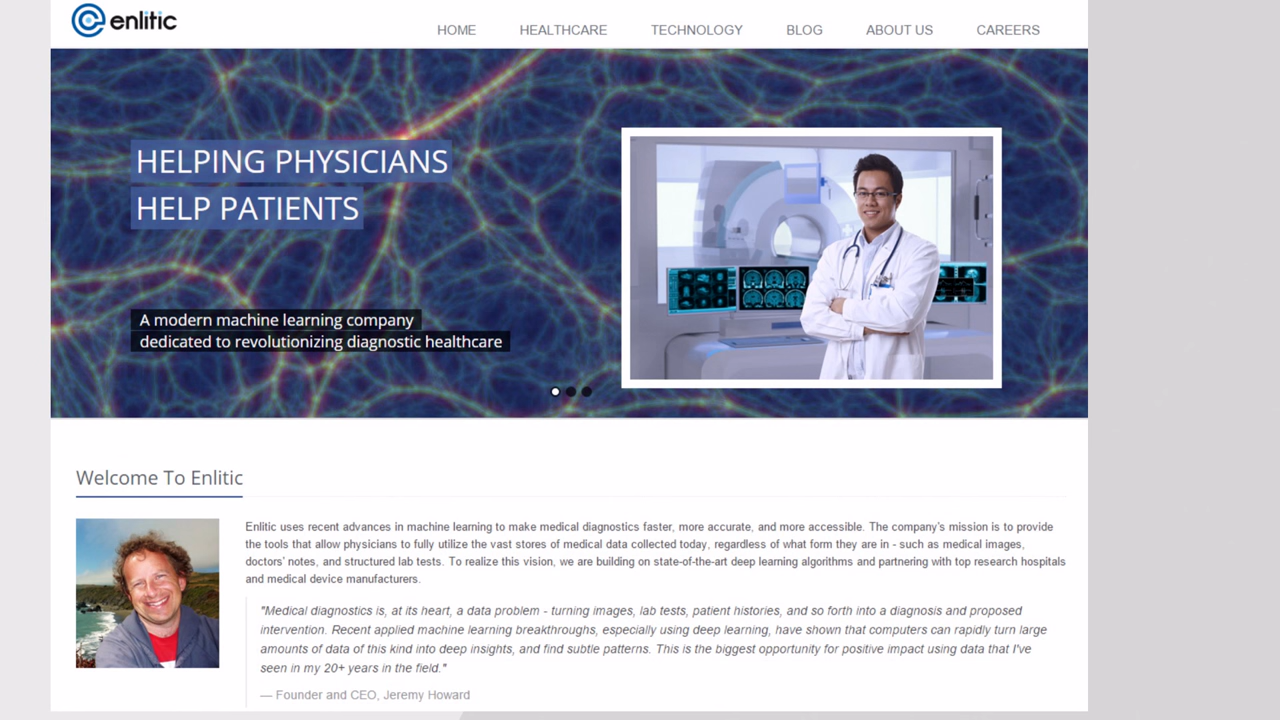 enlitic
HOME HEALTHCARE TECHNOLOGY BLOG ABOUT US CAREERS
HELPING PHYSICIANS
HELP PATIENTS
A modern machine learning company
dedicated to revolutionizing diagnostic healthcare
Welcome To Enlitic
Enlitic uses recent advances in machine learning to make medical diagnostics faster, more accurate, and more accessible. The company's mission is to provide
the tools that allow physicians to fully utilize the vast stores of medical data collected today, regardless of what form they are in - such as medical images,
doctors' notes, and structured lab tests. To realize this vision, we are building on state-of-the-art deep learning algorithms and partnering with top research hospitals
and medical device manufacturers.
"Medical diagnostics is, at its heart, a data problem - turning images, lab tests, patient histories, and so forth into a diagnosis and proposed
intervention. Recent applied machine learning breakthroughs, especially using deep learning, have shown that computers can rapidly turn large
amounts of data of this kind into deep insights, and find subtle patterns. This is the biggest opportunity for positive impact using data that I've
seen in my 20+ years in the field."
— Founder and CEO, Jeremy Howard